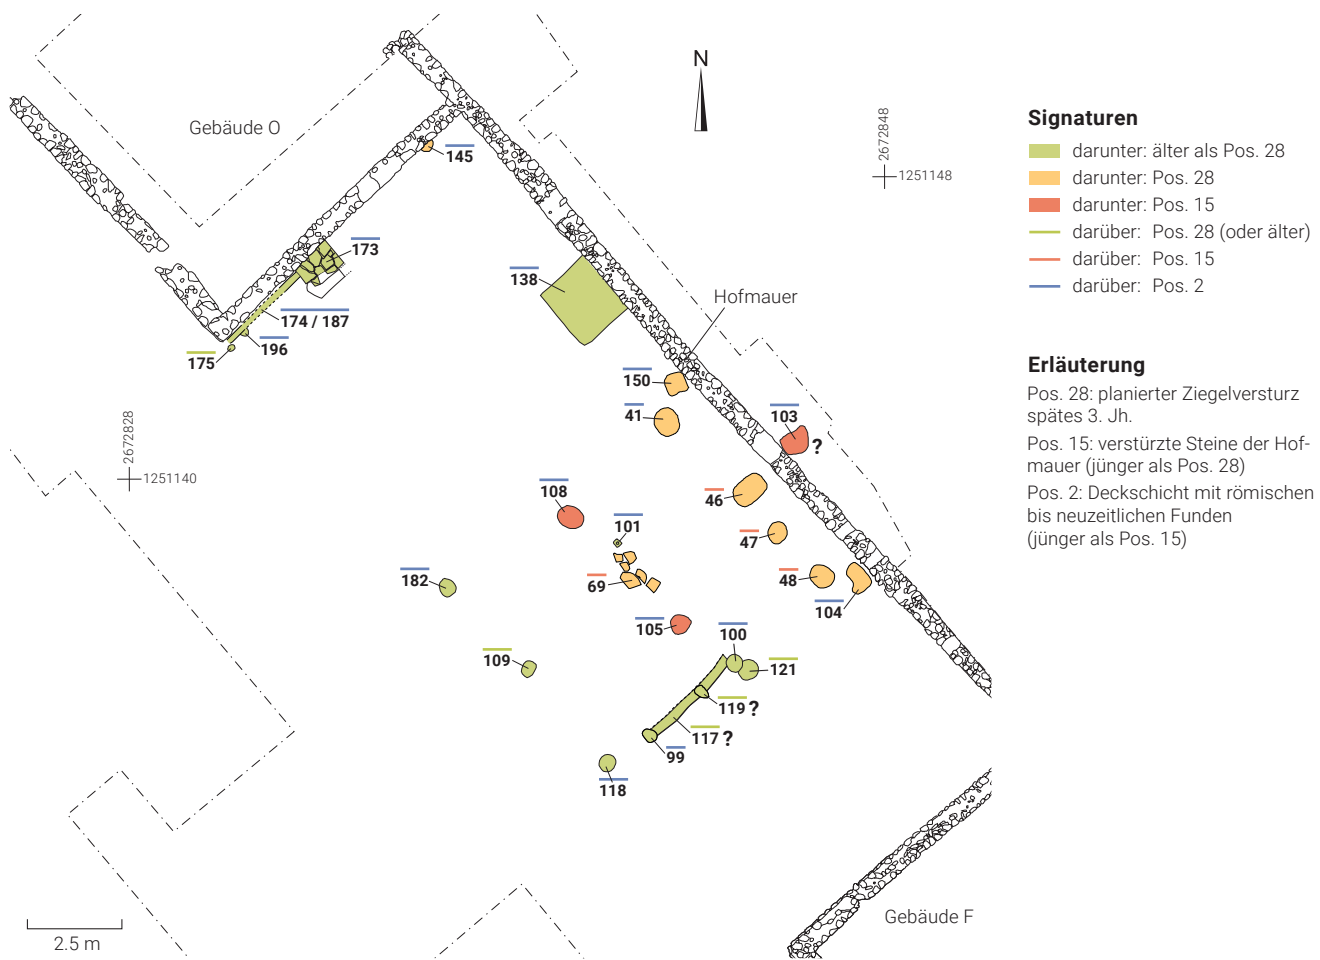 N
Gebäude O
145
2672848
1251148
173
138
Hofmauer
174 / 187
196
175
150
41
103
?
2672828
1251140
108
46
101
47
69
48
182
104
105
100
109
121
119 ?
117 ?
99
118
Gebäude F
2.5 m
Signaturen
darunter: älter als Pos. 28
darunter: Pos. 28
darunter: Pos. 15
darüber: Pos. 28 (oder älter)
darüber: Pos. 15
darüber: Pos. 2
Erläuterung
Pos. 28: planierter Ziegelversturz
spätes 3. Jh.
Pos. 15: verstürzte Steine der Hof-
mauer (jünger als Pos. 28)
Pos. 2: Deckschicht mit römischen
bis neuzeitlichen Funden
(jünger als Pos. 15)